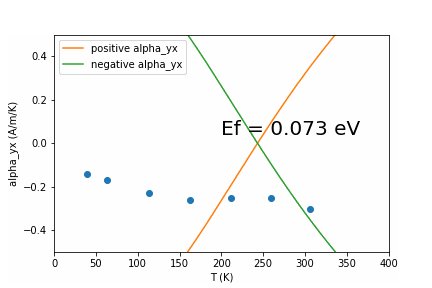 positive alpha_yx
negative alpha_yx
Ef = 0.073 eV
alpha_yx (A/m/K)
0.4
0.2
0.0
−0.2
−0.4
0 50 100 150 200 250 300 350 400
T (K)